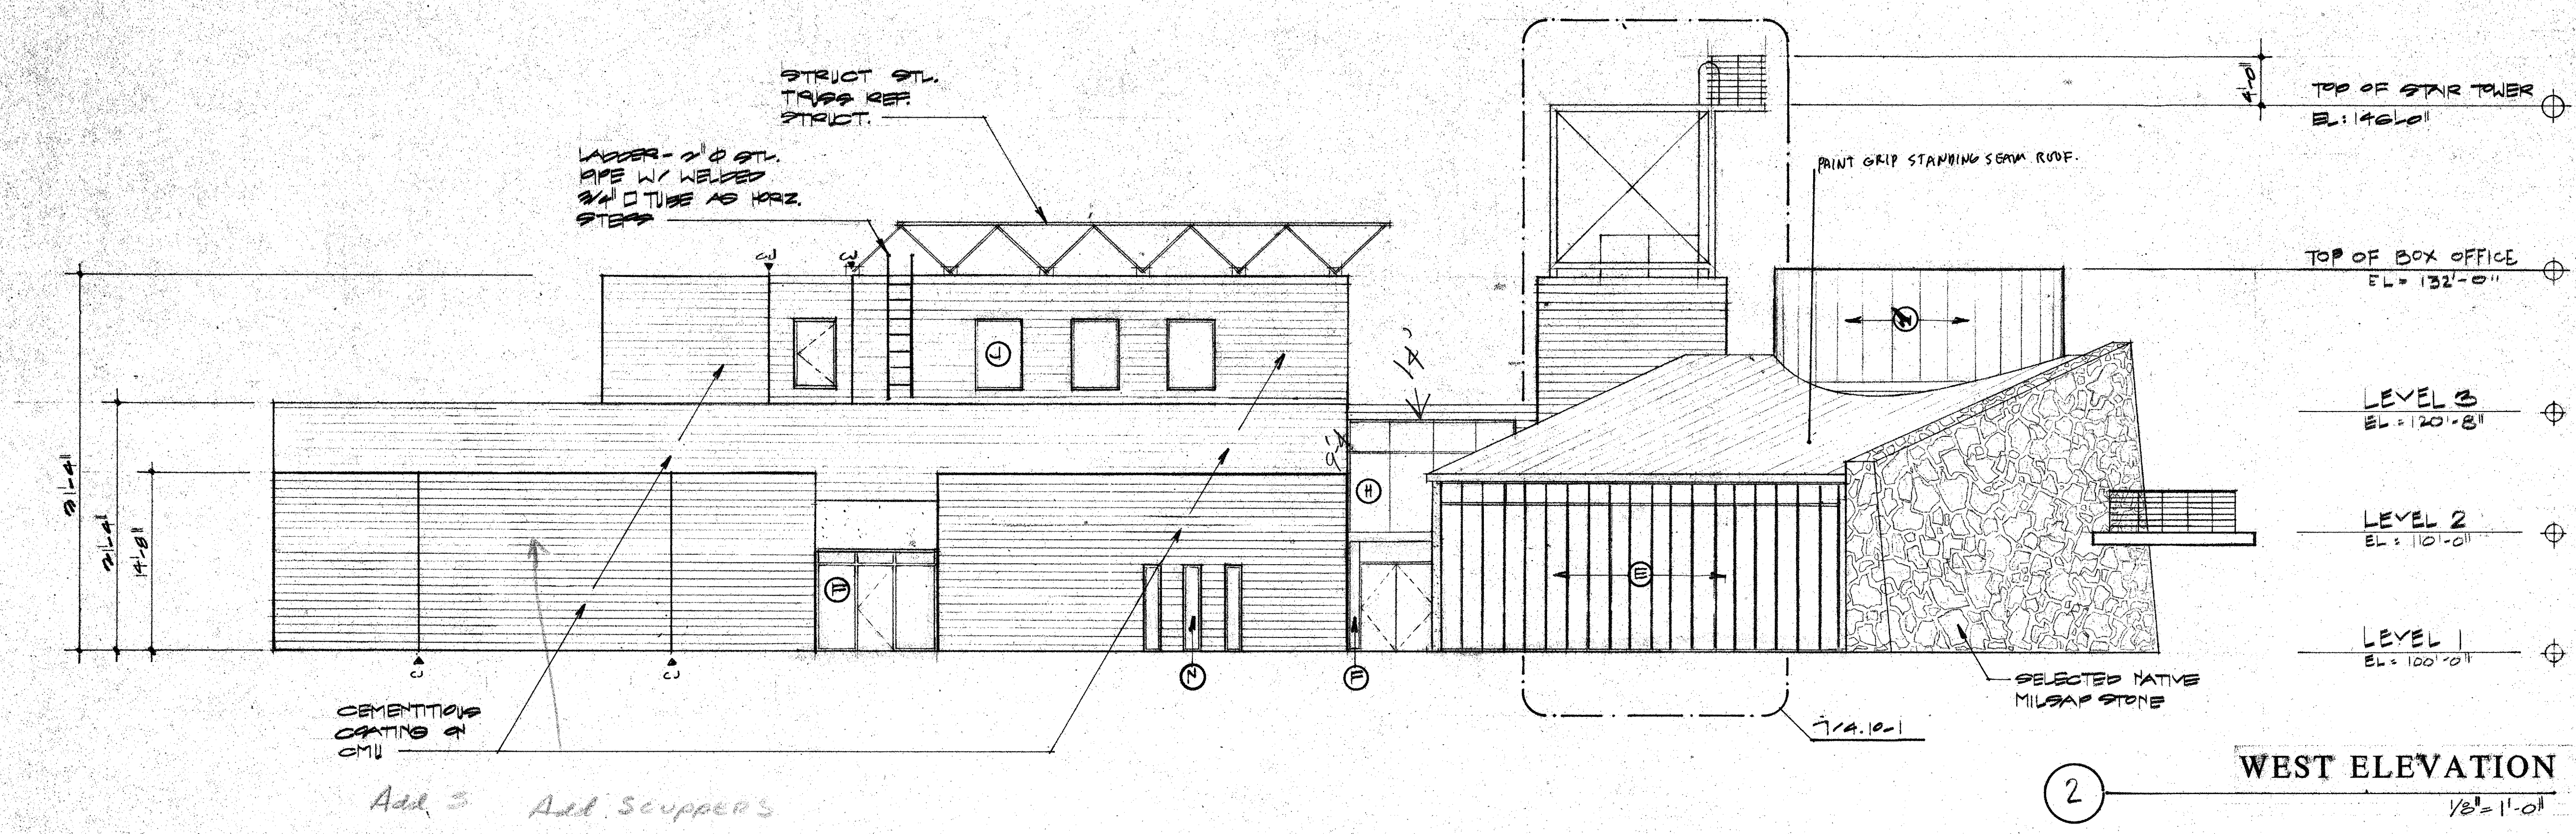 STRUCT STL.
TRUSS REF.
STRUCT.
LADDER - 2"Ø STL.
PIPE W/ WELDED
3/4" □ TUBE AS HORIZ.
STEPS
PAINT GRIP STANDING SEAM ROOF.
4'-0"
TOP OF STAIR TOWER
EL: 146'-0"
TOP OF BOX OFFICE
EL = 132'-0"
LEVEL 3
EL = 120'-8"
LEVEL 2
EL = 110'-0"
LEVEL 1
EL = 100'-0"
CJ
CJ
J
14'
H
E
N
F
CJ
CJ
31'-4"
21'-4"
14'-8"
CEMENTITIOUS
COATING ON
CMU
SELECTED NATIVE
MILSAP STONE
7/4.10-1
Add Scuppers
2
WEST ELEVATION
1/8" = 1'-0"